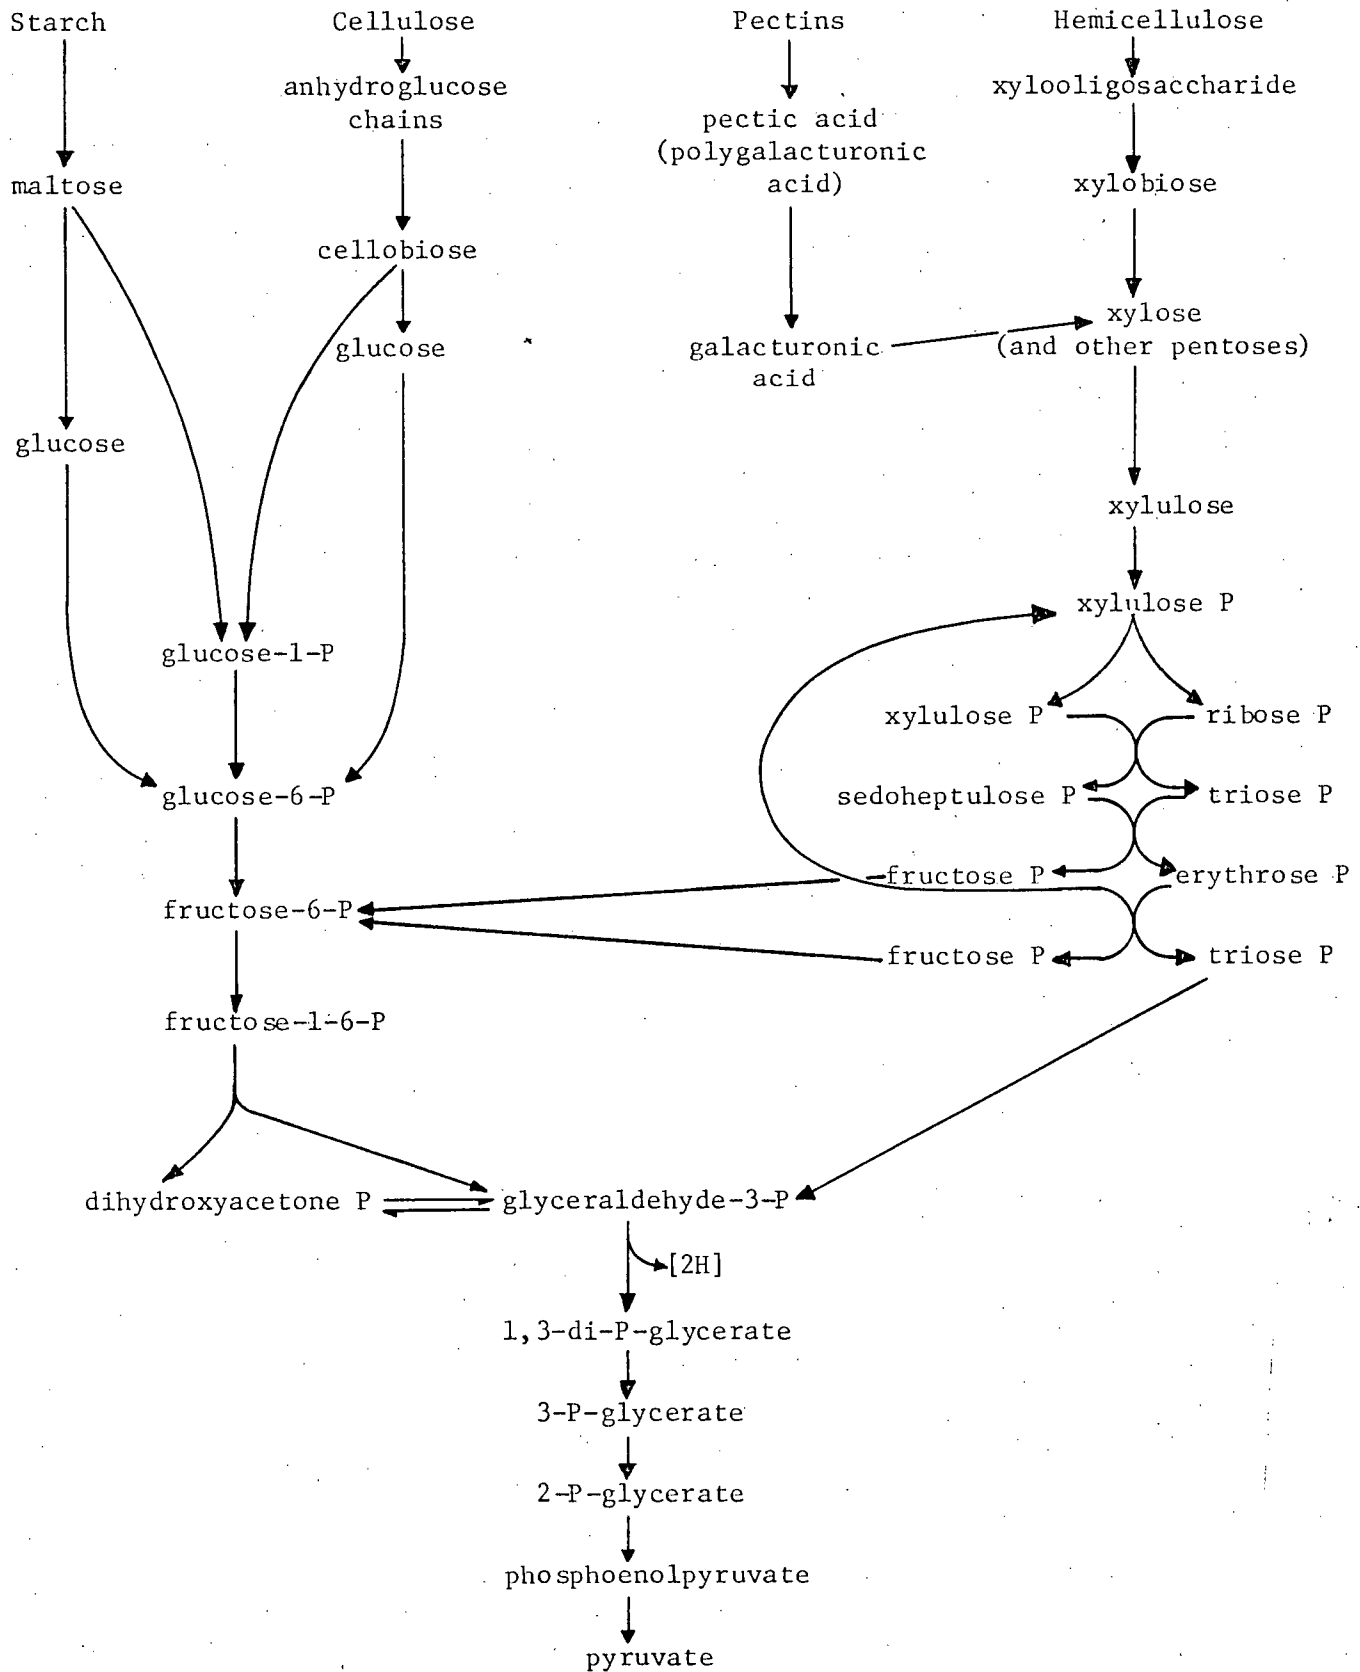 Starch
Cellulose
Pectins
Hemicellulose
anhydroglucose
chains
xylooligosaccharide
pectic acid
(polygalacturonic
acid)
maltose
xylobiose
cellobiose
xylose
(and other pentoses)
glucose
galacturonic
acid
glucose
xylulose
xylulose P
glucose-1-P
xylulose P
ribose P
glucose-6-P
sedoheptulose P
triose P
fructose P
erythrose P
fructose-6-P
fructose P
triose P
fructose-1-6-P
dihydroxyacetone P
glyceraldehyde-3-P
[2H]
1,3-di-P-glycerate
3-P-glycerate
2-P-glycerate
phosphoenolpyruvate
pyruvate